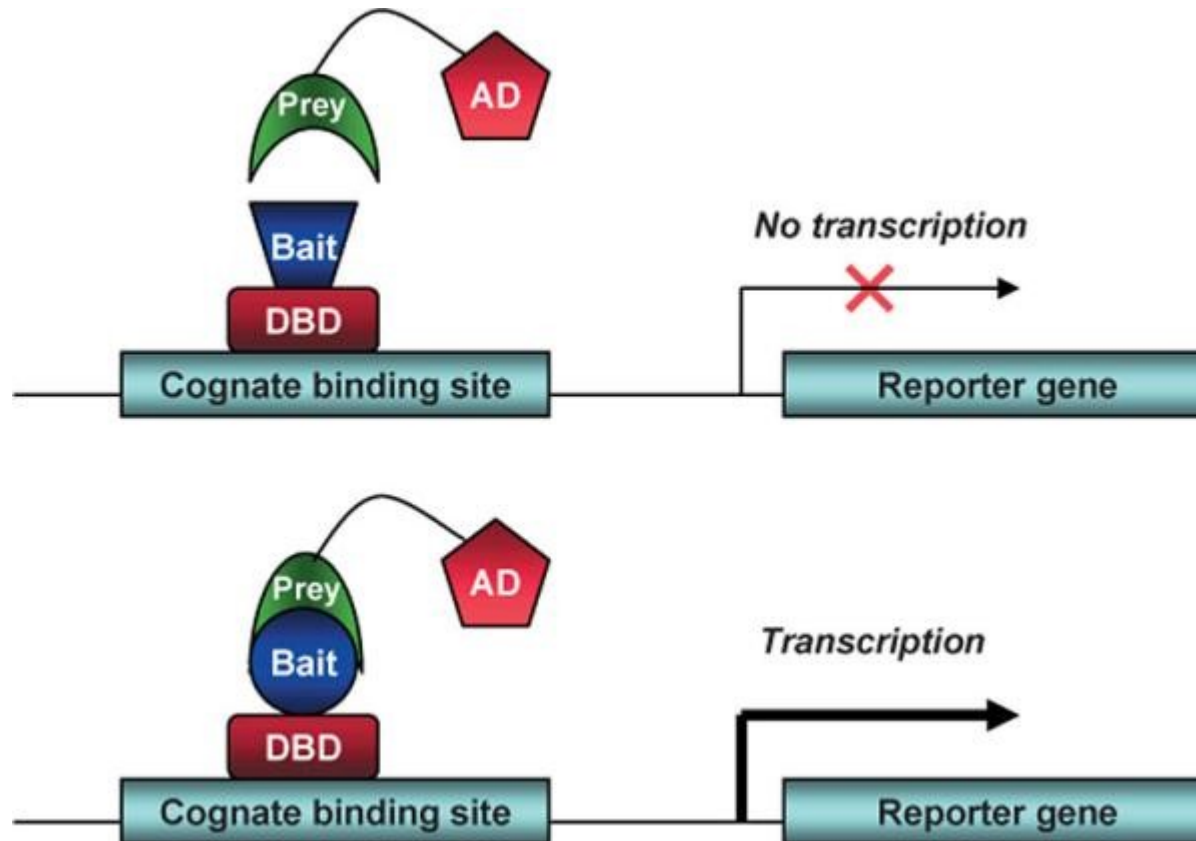 Prey
AD
Bait
No transcription
DBD
Cognate binding site
Reporter gene
Prey
AD
Bait
Transcription
DBD
Cognate binding site
Reporter gene